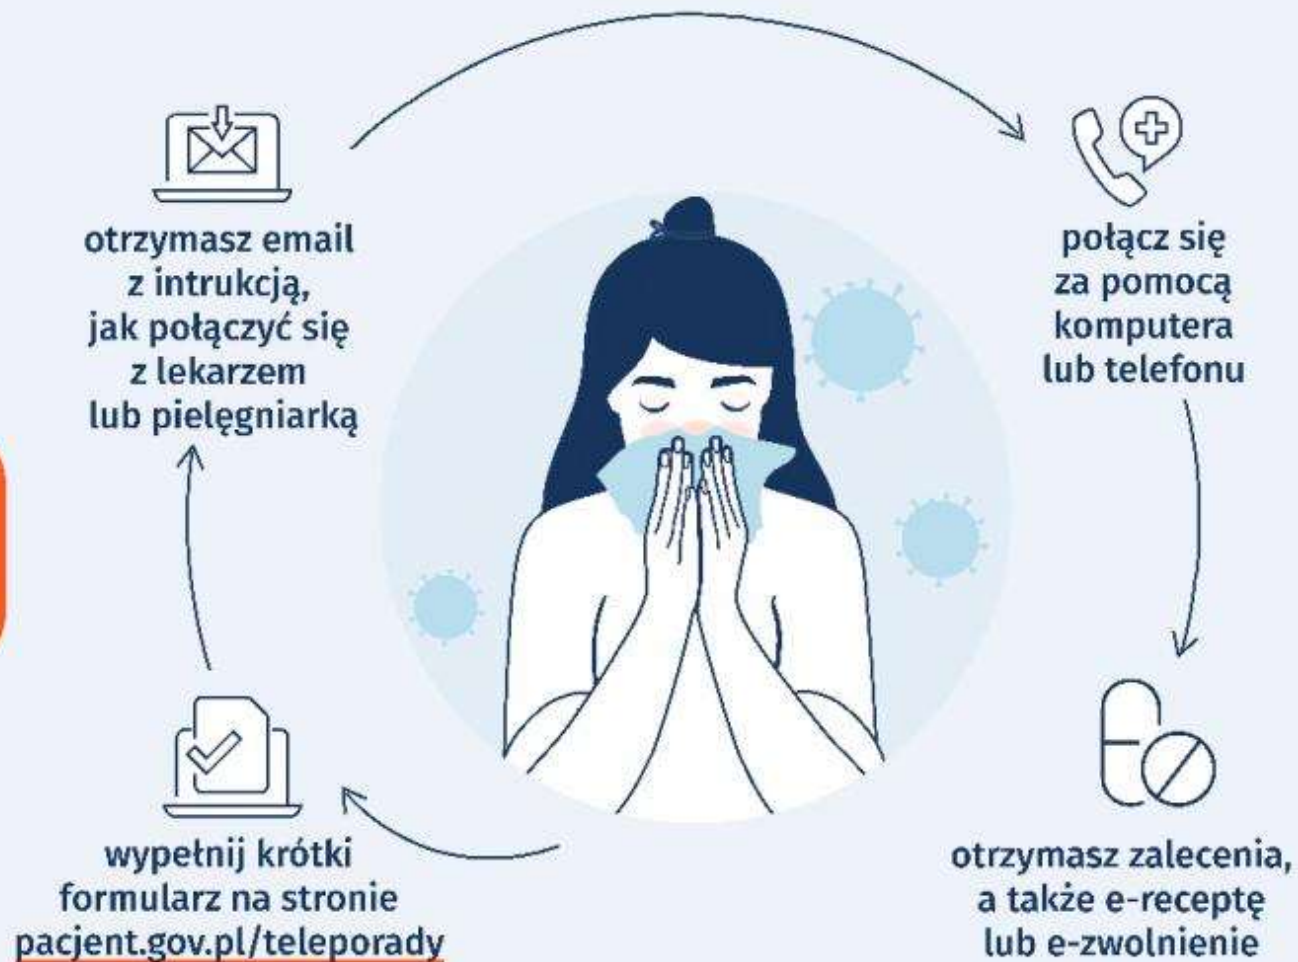 otrzymasz email
z intrukcją,
jak połączyć się
z lekarzem
lub pielęgniarką
połącz się
za pomocą
komputera
lub telefonu
wypełnij krótki
formularz na stronie
pacjent.gov.pl/teleporady
otrzymasz zalecenia,
a także e-receptę
lub e-zwolnienie